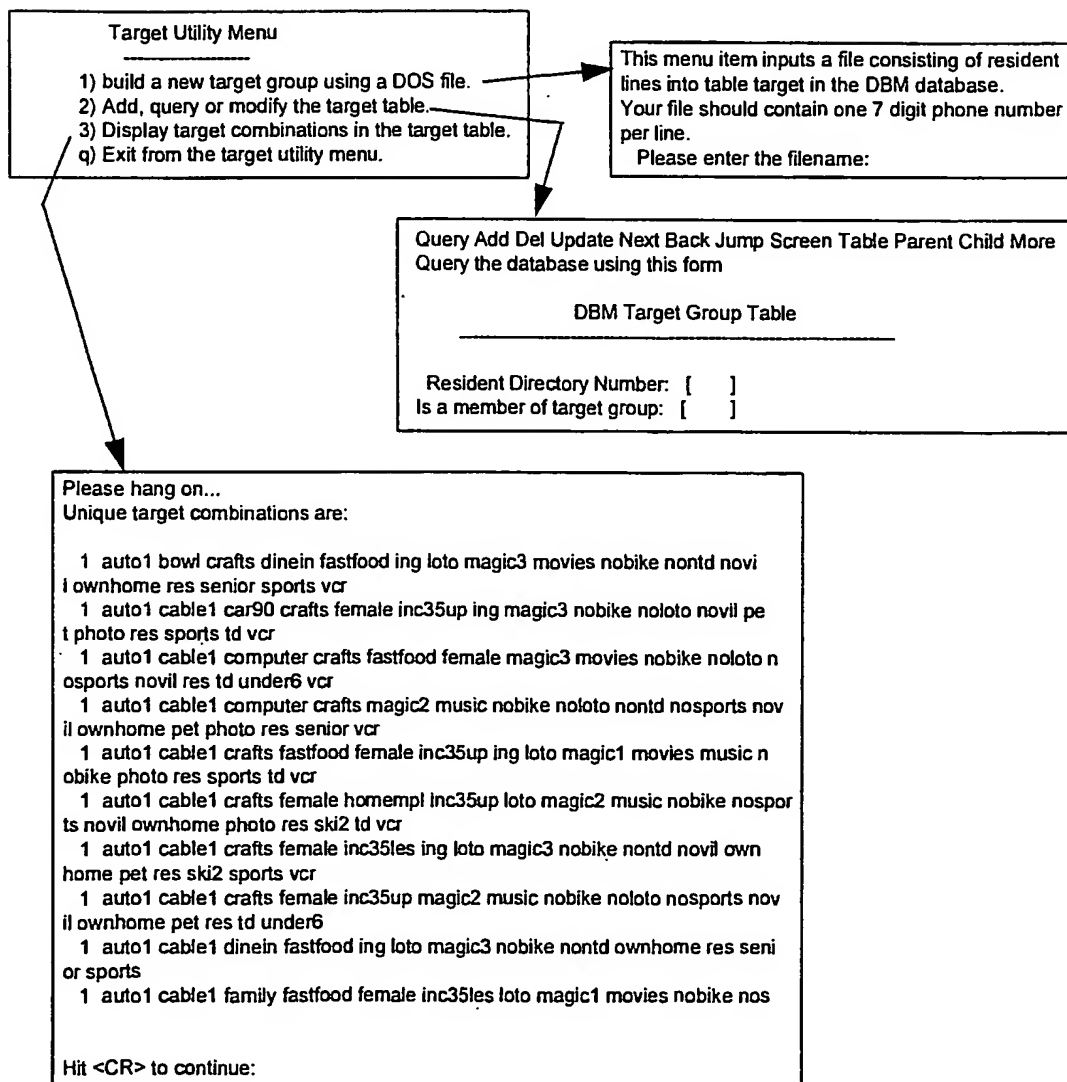 Target Utility Menu
1) build a new target group using a DOS file.
2) Add, query or modify the target table.
3) Display target combinations in the target table.
q) Exit from the target utility menu.
This menu item inputs a file consisting of resident
lines into table target in the DBM database.
Your file should contain one 7 digit phone number
per line.
Please enter the filename:
Query Add Del Update Next Back Jump Screen Table Parent Child More
Query the database using this form
DBM Target Group Table
Resident Directory Number: [ ]
Is a member of target group: [ ]
Please hang on...
Unique target combinations are:
1 auto1 bowl crafts dinein fastfood ing loto magic3 movies nobike nontd novi
l ownhome res senior sports vcr
1 auto1 cable1 car90 crafts female inc35up ing magic3 nobike noloto novil pe
t photo res sports td vcr
1 auto1 cable1 computer crafts fastfood female magic3 movies nobike noloto n
osports novil res td under6 vcr
1 auto1 cable1 computer crafts magic2 music nobike noloto nontd nosports nov
il ownhome pet photo res senior vcr
1 auto1 cable1 crafts fastfood female inc35up ing loto magic1 movies music n
obike photo res sports td vcr
1 auto1 cable1 crafts female homempl inc35up loto magic2 music nobike nospor
ts novil ownhome photo res ski2 td vcr
1 auto1 cable1 crafts female inc35les ing loto magic3 nobike nontd novil own
home pet res ski2 sports vcr
1 auto1 cable1 crafts female inc35up magic2 music nobike noloto nosports nov
il ownhome pet res td under6
1 auto1 cable1 dinein fastfood ing loto magic3 nobike nontd ownhome res seni
or sports
1 auto1 cable1 family fastfood female inc35les loto magic1 movies nobike nos
Hit <CR> to continue: